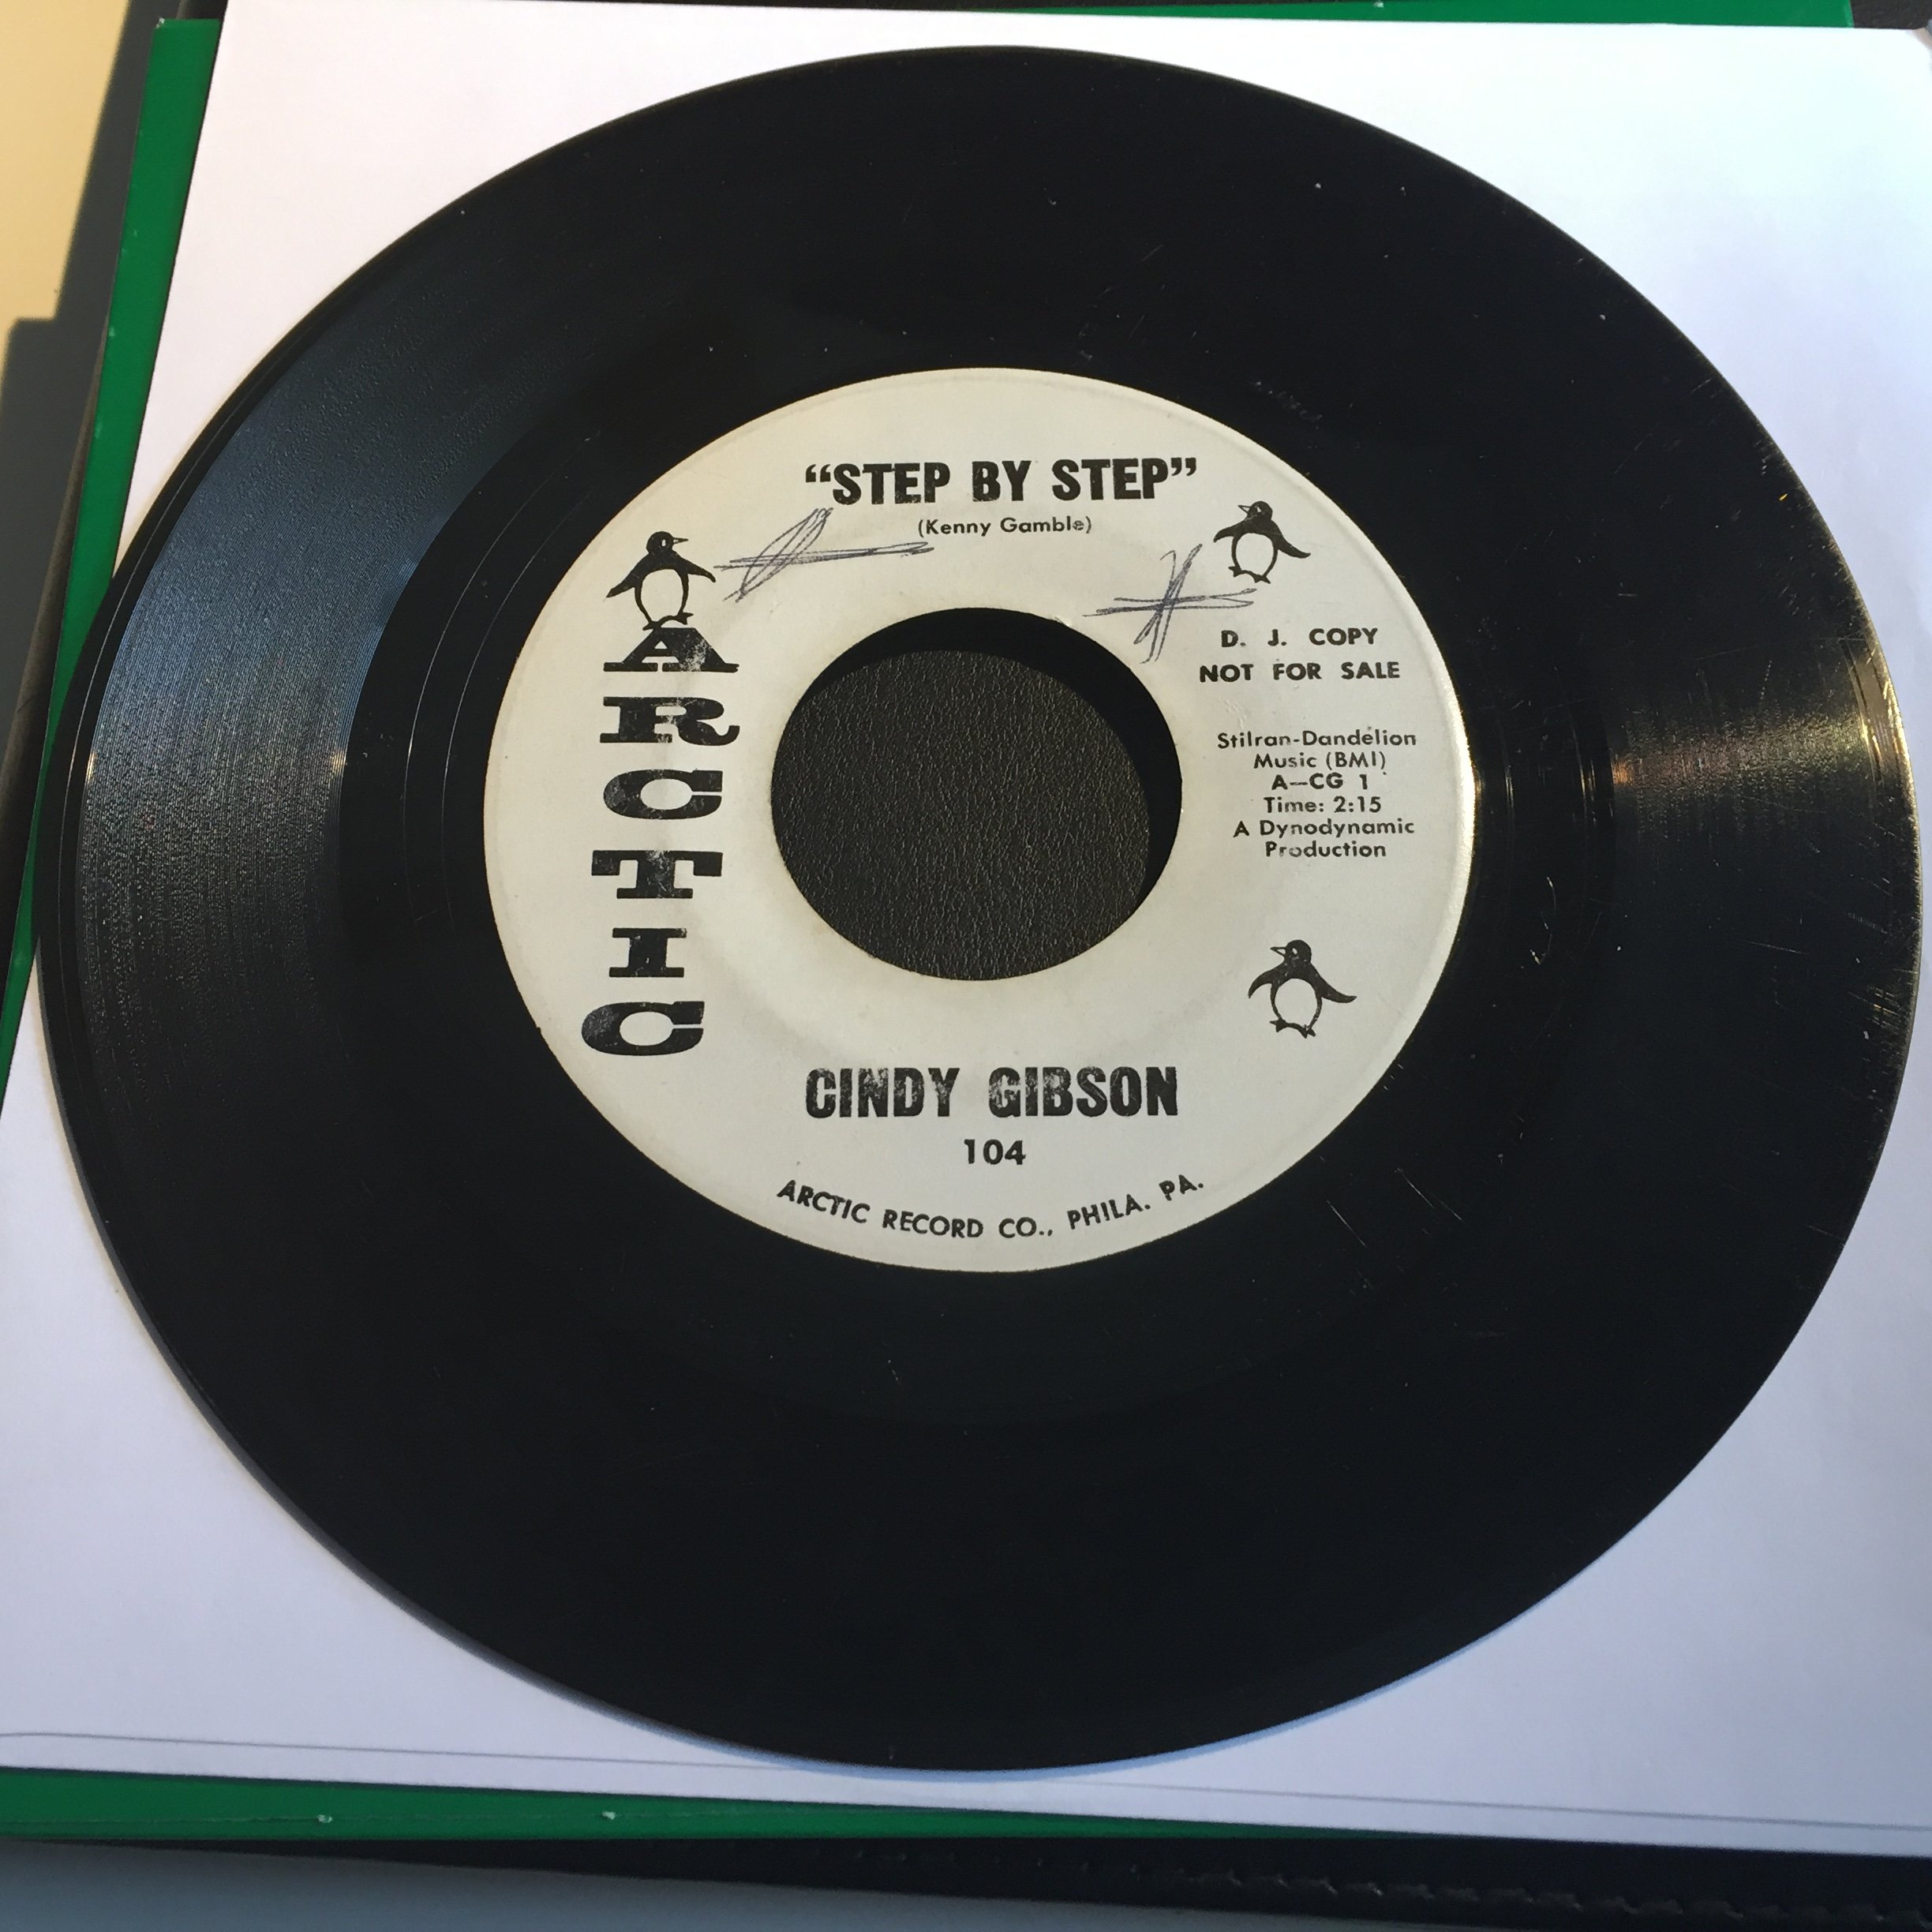 “STEP BY STEP”
(Kenny Gamble)
ARCTIC
D. J. COPY
NOT FOR SALE
Stilran-Dandelion
Music (BMI)
A—CG 1
Time: 2:15
A Dynodynamic
Production
CINDY GIBSON
104
ARCTIC RECORD CO., PHILA. PA.